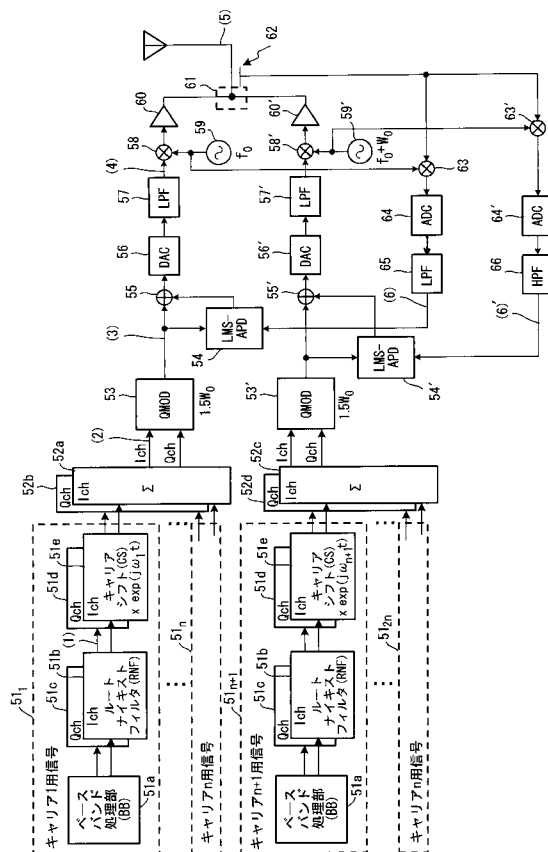 キャリア1用信号
51₁
ベース
バンド
処理部
(BB)
51a
Qch
Ich
ルート
ナイキスト
フィルタ(RNF)
51c
51b
(1)
Qch
Ich
キャリア
シフト(CS)
x exp(jω₁t)
51d
51e
キャリアn用信号
51ₙ
52b
52a
Qch
Ich
Σ
Ich
(2)
Qch
53
QMOD
1.5W₀
(3)
54
LMS-
APD
55
56
DAC
57
LPF
(4)
58
59
f₀
60
61
(5)
62
キャリアn+1用信号
51ₙ₊₁
ベース
バンド
処理部
(BB)
51a
Qch
Ich
ルート
ナイキスト
フィルタ(RNF)
51c
51b
Qch
Ich
キャリア
シフト(CS)
x exp(jωₙ₊₁t)
51d
51e
キャリアn用信号
51₂ₙ
52d
52c
Qch
Ich
Σ
Ich
Qch
53'
QMOD
1.5W₀
54'
LMS-
APD
55'
56'
DAC
57'
LPF
58'
59'
f₀+W₀
60'
63
64
ADC
65
LPF
(6)
63'
64'
ADC
66
HPF
(6)'